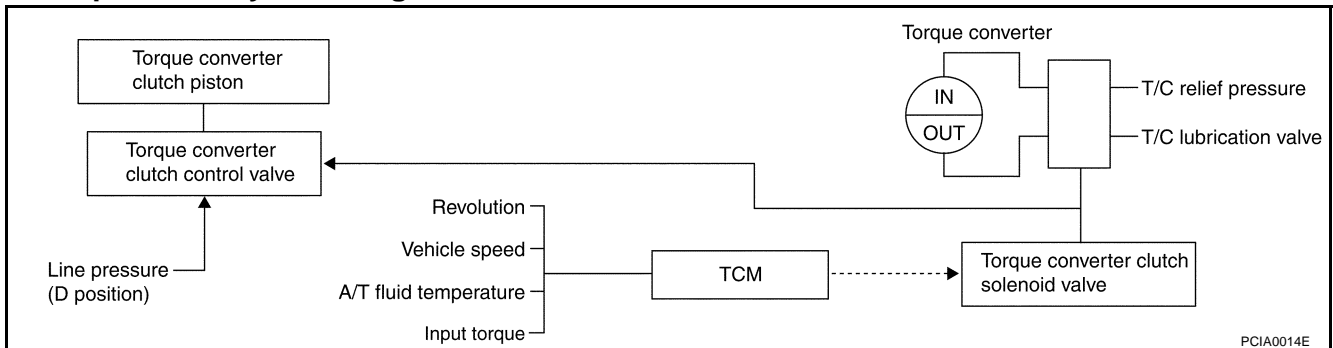 Torque converter
clutch piston
Torque converter
clutch control valve
Line pressure
(D position)
Revolution
Vehicle speed
A/T fluid temperature
Input torque
TCM
Torque converter
IN
OUT
T/C relief pressure
T/C lubrication valve
Torque converter clutch
solenoid valve
PCIA0014E